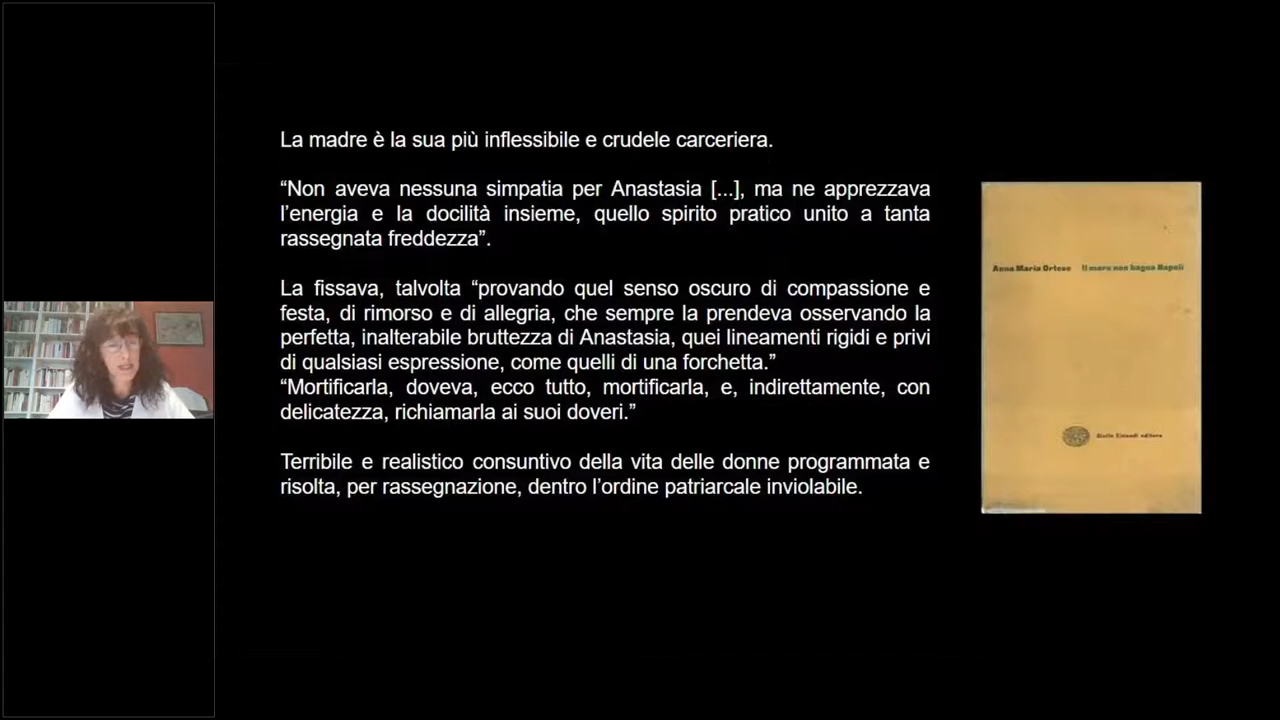 La madre è la sua più inflessibile e crudele carceriera.
“Non aveva nessuna simpatia per Anastasia [...], ma ne apprezzava
l’energia e la docilità insieme, quello spirito pratico unito a tanta
rassegnata freddezza”.
La fissava, talvolta “provando quel senso oscuro di compassione e
festa, di rimorso e di allegria, che sempre la prendeva osservando la
perfetta, inalterabile bruttezza di Anastasia, quei lineamenti rigidi e privi
di qualsiasi espressione, come quelli di una forchetta.”
“Mortificarla, doveva, ecco tutto, mortificarla, e, indirettamente, con
delicatezza, richiamarla ai suoi doveri.”
Terribile e realistico consuntivo della vita delle donne programmata e
risolta, per rassegnazione, dentro l’ordine patriarcale inviolabile.
Anna Maria Ortese Il mare non bagna Napoli
Giulio Einaudi editore